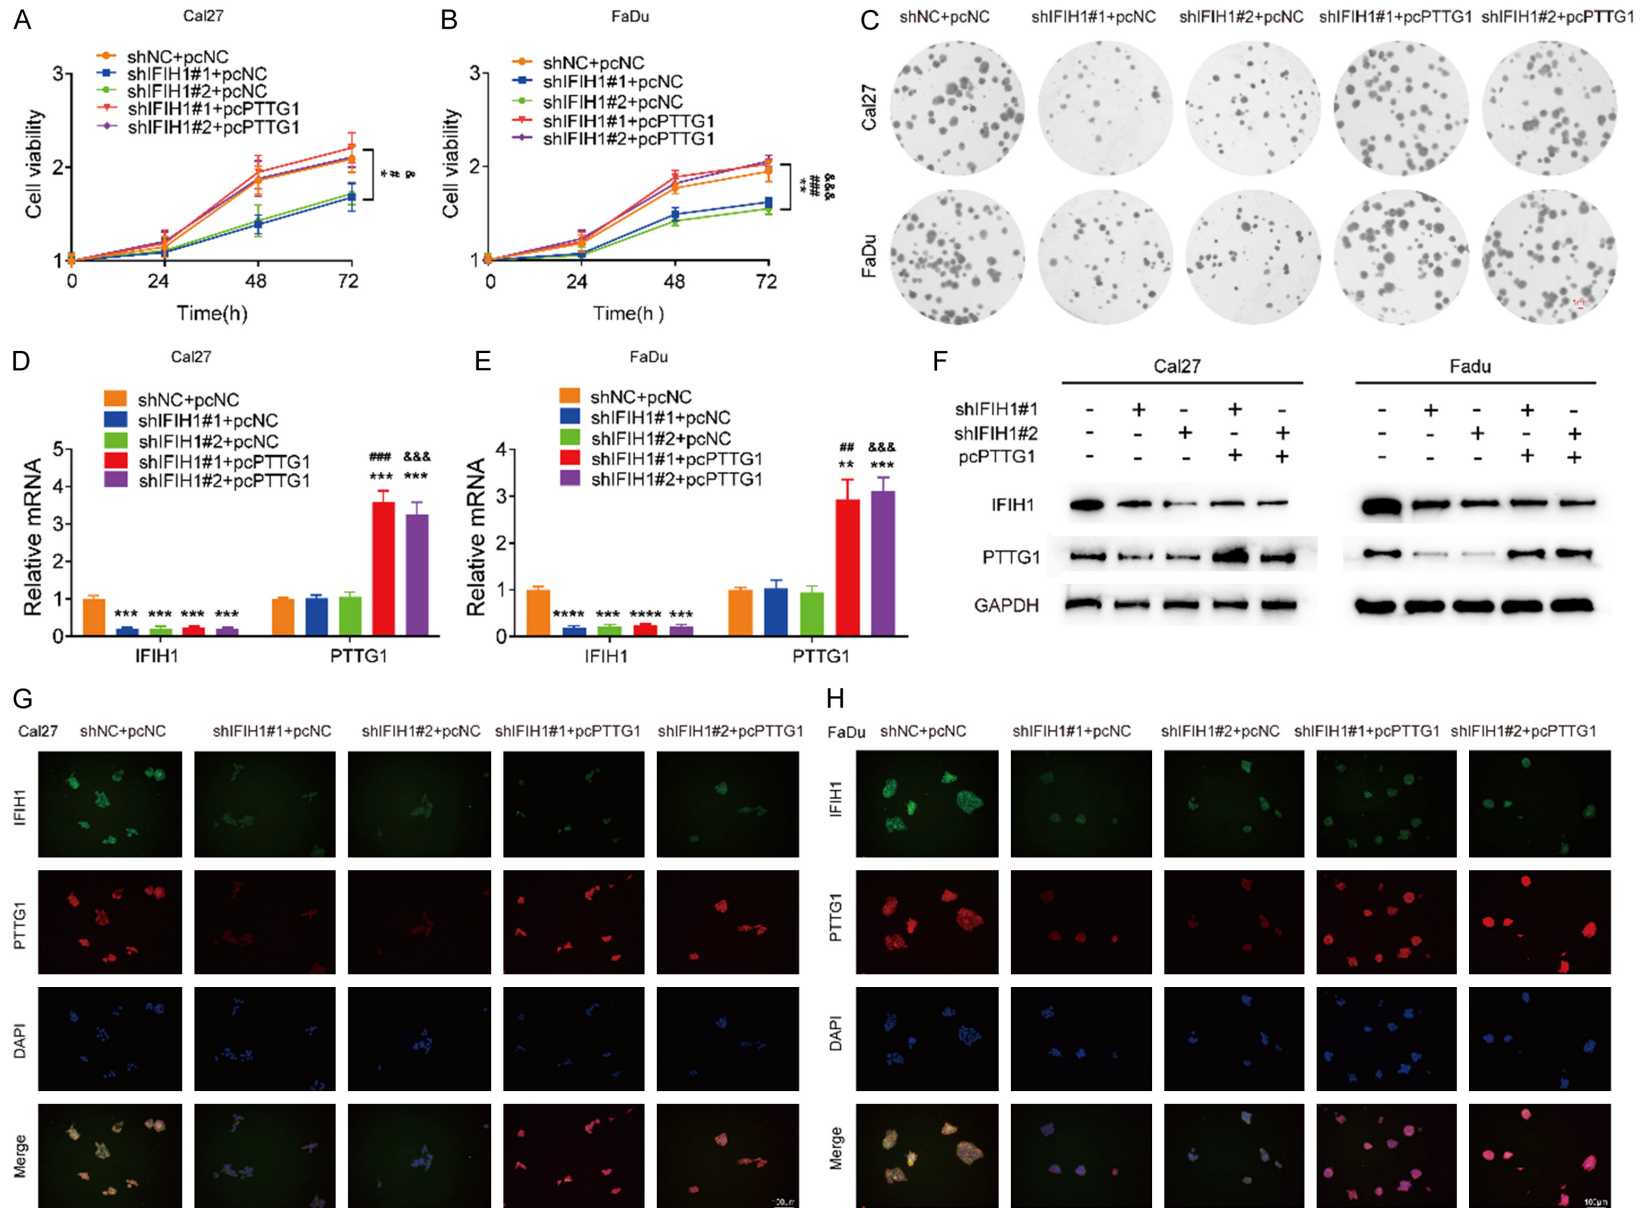 A
Cal27
shNC+pcNC
shIFIH1#1+pcNC
shIFIH1#2+pcNC
shIFIH1#1+pcPTTG1
shIFIH1#2+pcPTTG1
Cell viability
3
2
1
0 24 48 72
Time(h)
& # *
B
FaDu
shNC+pcNC
shIFIH1#1+pcNC
shIFIH1#2+pcNC
shIFIH1#1+pcPTTG1
shIFIH1#2+pcPTTG1
Cell viability
3
2
1
0 24 48 72
Time(h )
&&& ### **
C
shNC+pcNC shIFIH1#1+pcNC shIFIH1#2+pcNC shIFIH1#1+pcPTTG1 shIFIH1#2+pcPTTG1
Cal27
FaDu
D
Cal27
shNC+pcNC
shIFIH1#1+pcNC
shIFIH1#2+pcNC
shIFIH1#1+pcPTTG1
shIFIH1#2+pcPTTG1
Relative mRNA
5
4
3
2
1
0
### &&&
*** ***
*** *** *** ***
IFIH1 PTTG1
E
FaDu
shNC+pcNC
shIFIH1#1+pcNC
shIFIH1#2+pcNC
shIFIH1#1+pcPTTG1
shIFIH1#2+pcPTTG1
Relative mRNA
4
3
2
1
0
## &&&
** ***
**** *** **** ***
IFIH1 PTTG1
F
Cal27 Fadu
shIFIH1#1 - + - + - - + - + -
shIFIH1#2 - - + - + - - + - +
pcPTTG1 - - - + + - - - + +
IFIH1
PTTG1
GAPDH
G
Cal27 shNC+pcNC shIFIH1#1+pcNC shIFIH1#2+pcNC shIFIH1#1+pcPTTG1 shIFIH1#2+pcPTTG1
IFIH1
PTTG1
DAPI
Merge
100μm
H
FaDu shNC+pcNC shIFIH1#1+pcNC shIFIH1#2+pcNC shIFIH1#1+pcPTTG1 shIFIH1#2+pcPTTG1
IFIH1
PTTG1
DAPI
Merge
100μm